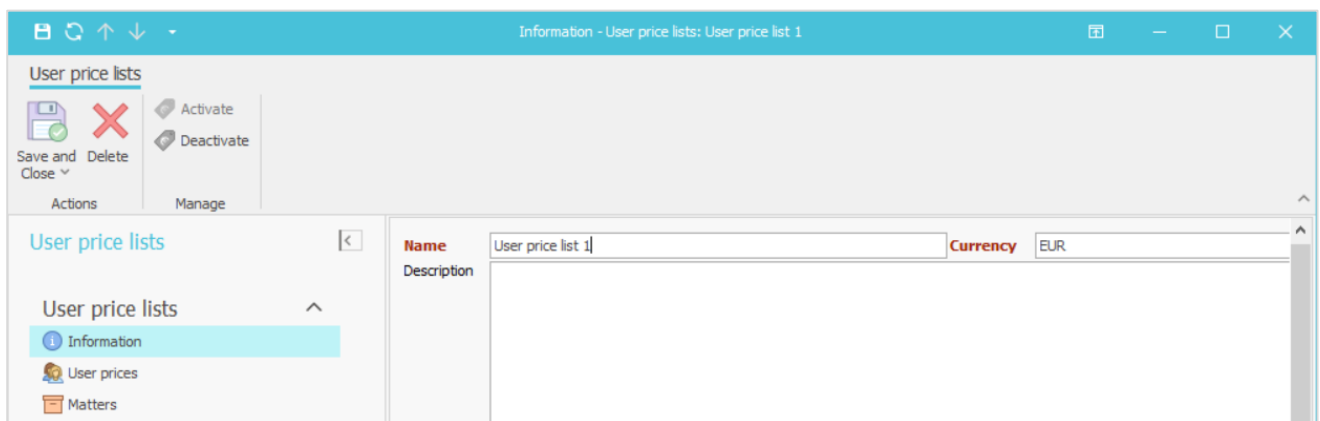 Information - User price lists: User price list 1
User price lists
Activate
Deactivate
Save and Close
Delete
Actions
Manage
User price lists
Name
User price list 1
Currency
EUR
Description
User price lists
Information
User prices
Matters